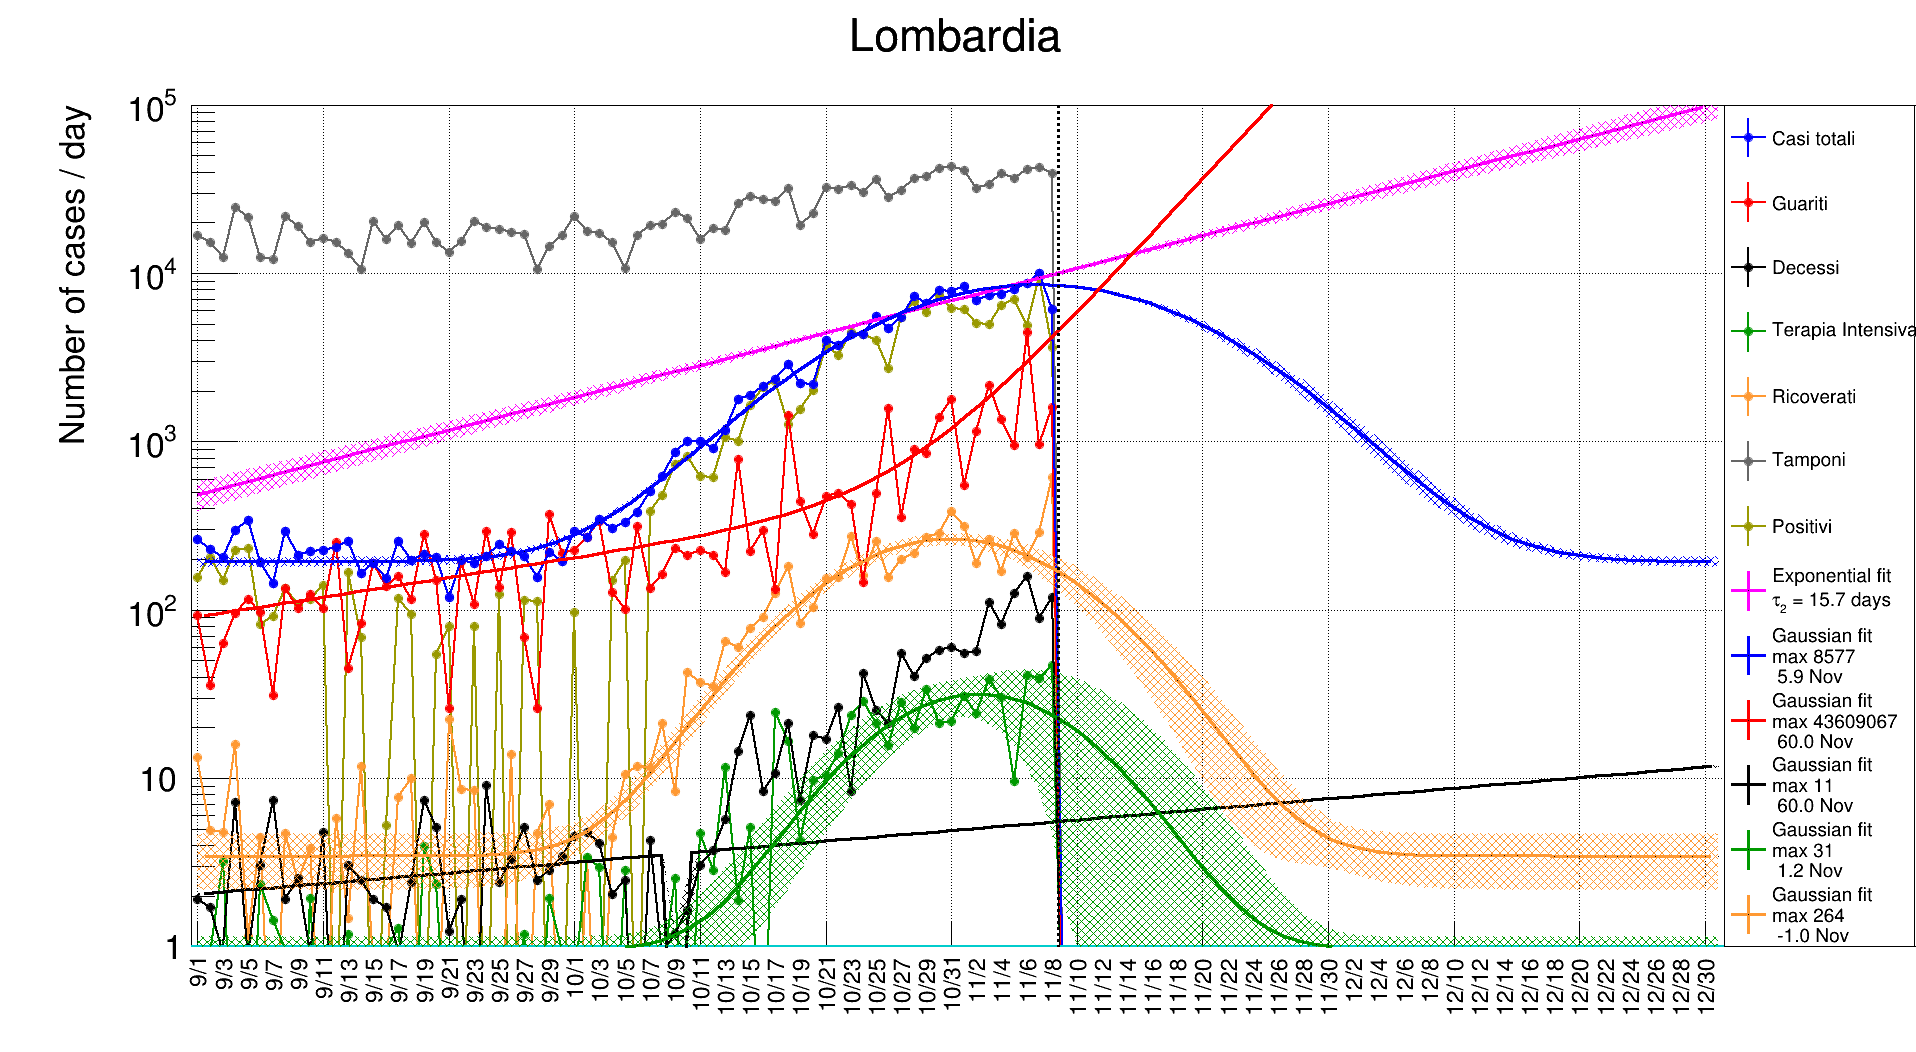 Lombardia
Number of cases / day
10^5
10^4
10^3
10^2
10
1
9/1 9/3 9/5 9/7 9/9 9/11 9/13 9/15 9/17 9/19 9/21 9/23 9/25 9/27 9/29 10/1 10/3 10/5 10/7 10/9 10/11 10/13 10/15 10/17 10/19 10/21 10/23 10/25 10/27 10/29 10/31 11/2 11/4 11/6 11/8 11/10 11/12 11/14 11/16 11/18 11/20 11/22 11/24 11/26 11/28 11/30 12/2 12/4 12/6 12/8 12/10 12/12 12/14 12/16 12/18 12/20 12/22 12/24 12/26 12/28 12/30
Casi totali
Guariti
Decessi
Terapia Intensiva
Ricoverati
Tamponi
Positivi
Exponential fit
τ2 = 15.7 days
Gaussian fit
max 8577
5.9 Nov
Gaussian fit
max 43609067
60.0 Nov
Gaussian fit
max 11
60.0 Nov
Gaussian fit
max 31
1.2 Nov
Gaussian fit
max 264
-1.0 Nov